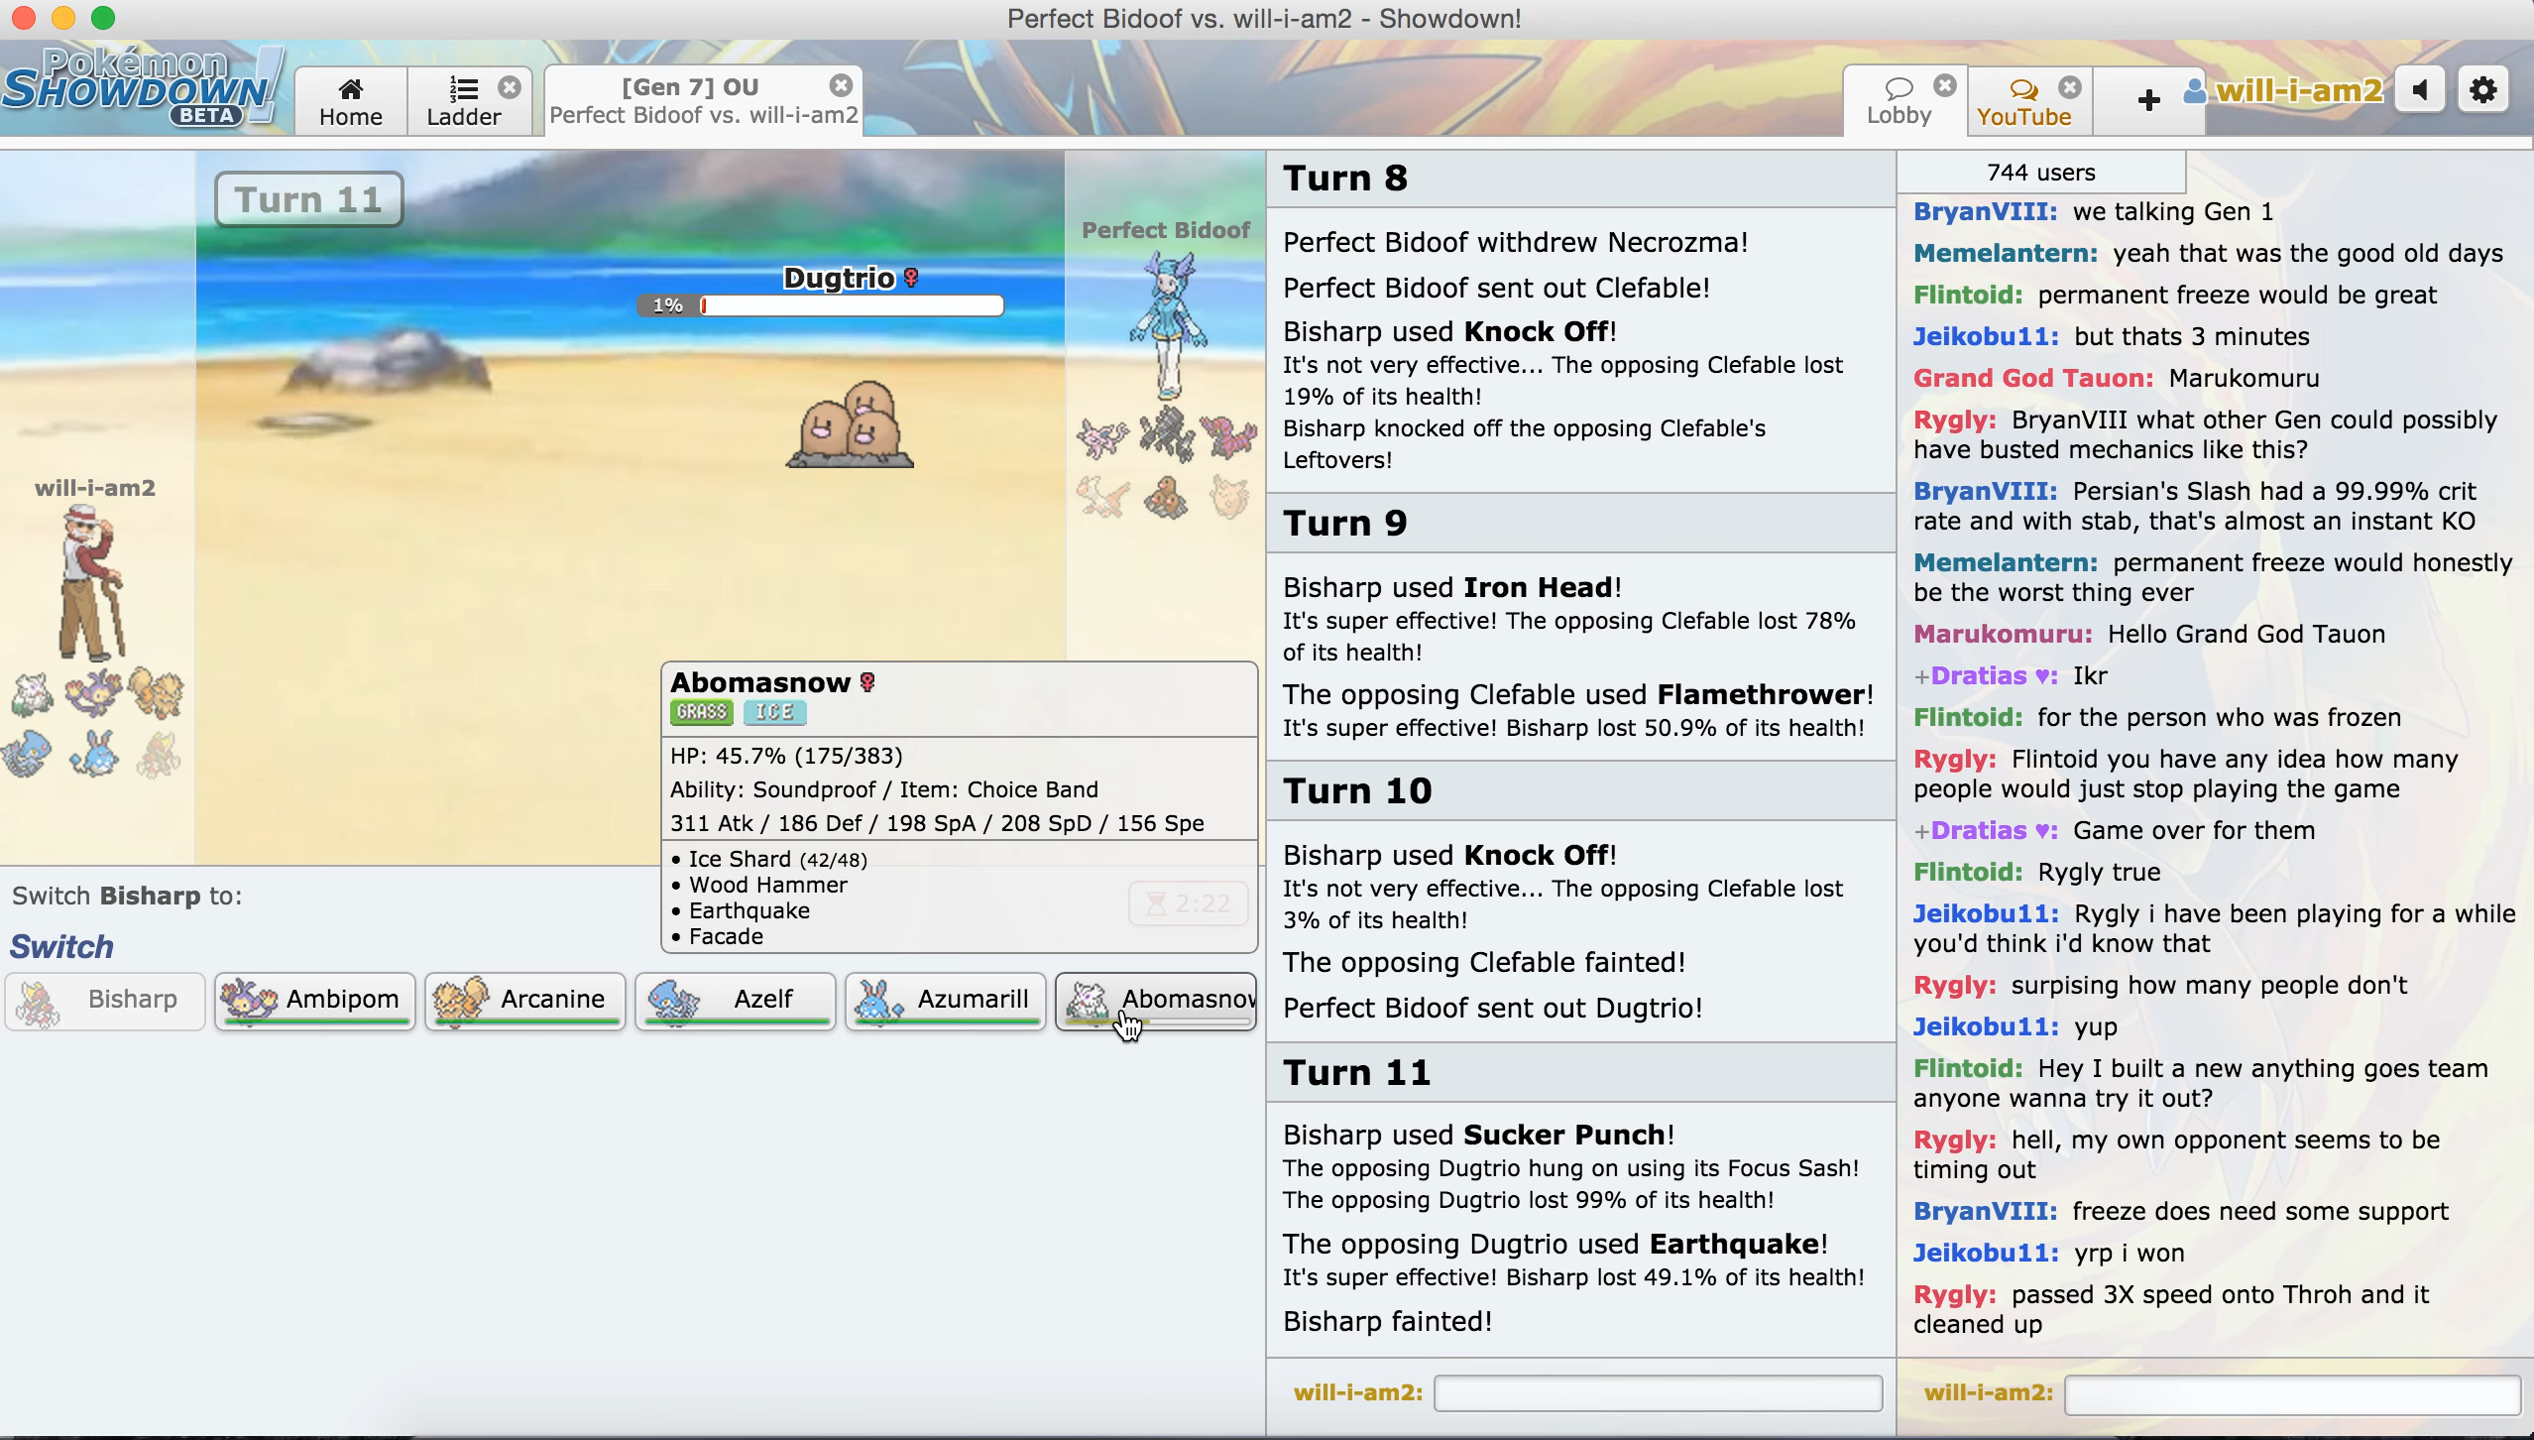 Perfect Bidoof vs. will-i-am2 - Showdown!
Pokémon
SHOWDOWN!
BETA
Home
Ladder
[Gen 7] OU
Perfect Bidoof vs. will-i-am2
Lobby
YouTube
+
will-i-am2
Turn 11
Perfect Bidoof
Dugtrio
1%
will-i-am2
Abomasnow
GRASS ICE
HP: 45.7% (175/383)
Ability: Soundproof / Item: Choice Band
311 Atk / 186 Def / 198 SpA / 208 SpD / 156 Spe
• Ice Shard (42/48)
• Wood Hammer
• Earthquake
• Facade
2:22
Switch Bisharp to:
Switch
Bisharp
Ambipom
Arcanine
Azelf
Azumarill
Abomasnow
Turn 8
Perfect Bidoof withdrew Necrozma!
Perfect Bidoof sent out Clefable!
Bisharp used Knock Off!
It's not very effective... The opposing Clefable lost
19% of its health!
Bisharp knocked off the opposing Clefable's
Leftovers!
Turn 9
Bisharp used Iron Head!
It's super effective! The opposing Clefable lost 78%
of its health!
The opposing Clefable used Flamethrower!
It's super effective! Bisharp lost 50.9% of its health!
Turn 10
Bisharp used Knock Off!
It's not very effective... The opposing Clefable lost
3% of its health!
The opposing Clefable fainted!
Perfect Bidoof sent out Dugtrio!
Turn 11
Bisharp used Sucker Punch!
The opposing Dugtrio hung on using its Focus Sash!
The opposing Dugtrio lost 99% of its health!
The opposing Dugtrio used Earthquake!
It's super effective! Bisharp lost 49.1% of its health!
Bisharp fainted!
will-i-am2:
744 users
BryanVIII: we talking Gen 1
Memelantern: yeah that was the good old days
Flintoid: permanent freeze would be great
Jeikobu11: but thats 3 minutes
Grand God Tauon: Marukomuru
Rygly: BryanVIII what other Gen could possibly
have busted mechanics like this?
BryanVIII: Persian's Slash had a 99.99% crit
rate and with stab, that's almost an instant KO
Memelantern: permanent freeze would honestly
be the worst thing ever
Marukomuru: Hello Grand God Tauon
+Dratias ♥: Ikr
Flintoid: for the person who was frozen
Rygly: Flintoid you have any idea how many
people would just stop playing the game
+Dratias ♥: Game over for them
Flintoid: Rygly true
Jeikobu11: Rygly i have been playing for a while
you'd think i'd know that
Rygly: surpising how many people don't
Jeikobu11: yup
Flintoid: Hey I built a new anything goes team
anyone wanna try it out?
Rygly: hell, my own opponent seems to be
timing out
BryanVIII: freeze does need some support
Jeikobu11: yrp i won
Rygly: passed 3X speed onto Throh and it
cleaned up
will-i-am2: